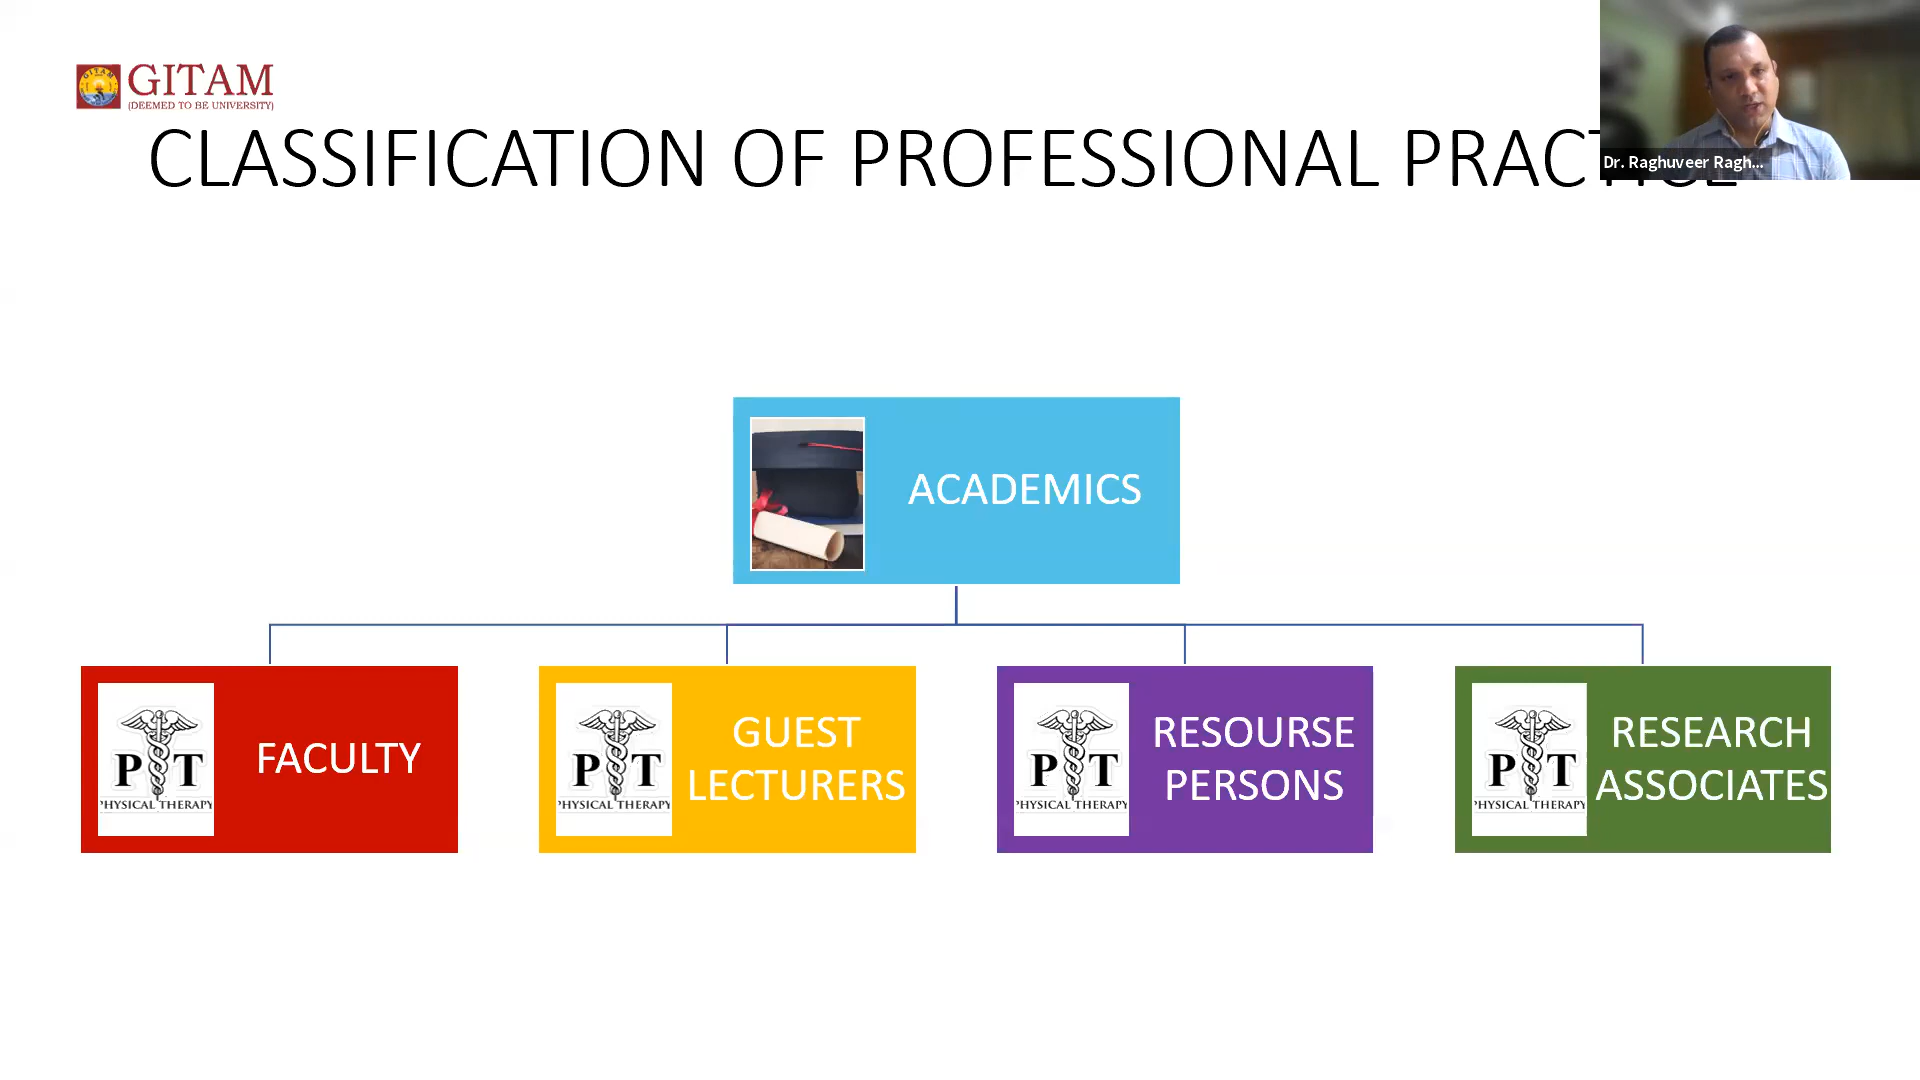 GITAM
(DEEMED TO BE UNIVERSITY)
CLASSIFICATION OF PROFESSIONAL PRACTICE
Dr. Raghuveer Ragh...
ACADEMICS
P T
PHYSICAL THERAPY
FACULTY
P T
PHYSICAL THERAPY
GUEST
LECTURERS
P T
PHYSICAL THERAPY
RESOURSE
PERSONS
P T
PHYSICAL THERAPY
RESEARCH
ASSOCIATES